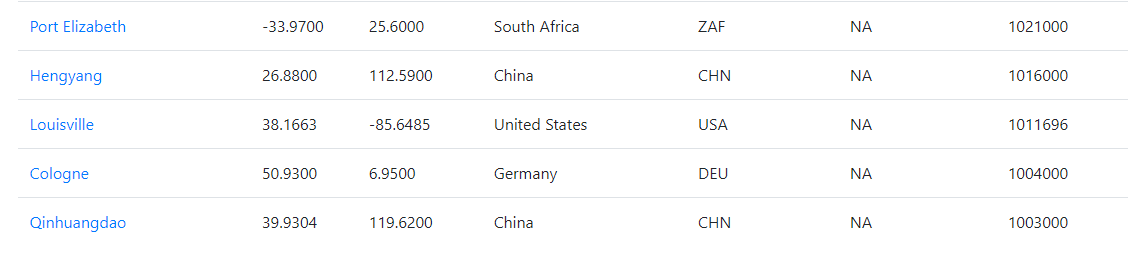 Port Elizabeth -33.9700 25.6000 South Africa ZAF NA 1021000
Hengyang 26.8800 112.5900 China CHN NA 1016000
Louisville 38.1663 -85.6485 United States USA NA 1011696
Cologne 50.9300 6.9500 Germany DEU NA 1004000
Qinhuangdao 39.9304 119.6200 China CHN NA 1003000